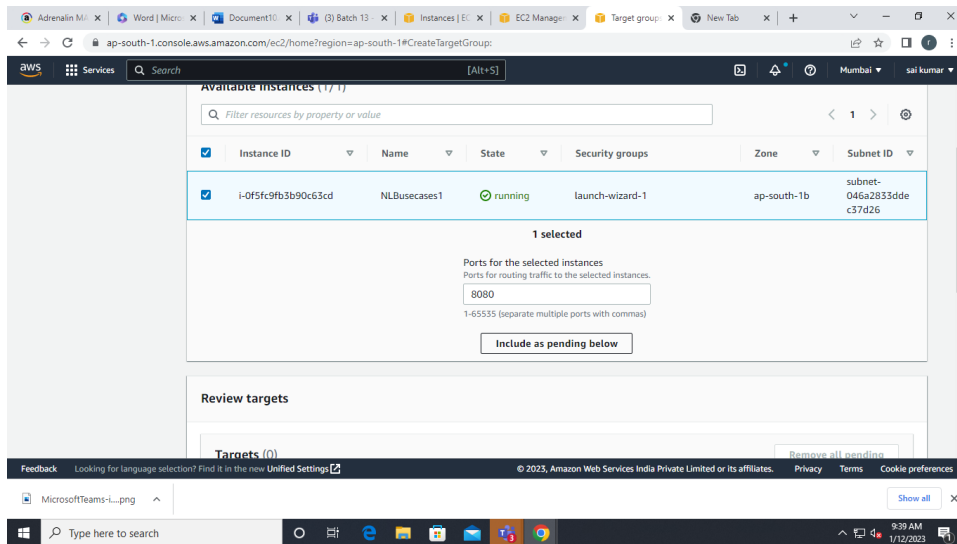 Adrenalin MA
Word | Micro
Document10
(3) Batch 13 -
Instances | EC
EC2 Manage
Target group
New Tab
ap-south-1.console.aws.amazon.com/ec2/home?region=ap-south-1#CreateTargetGroup:
r
aws
Services
Search
[Alt+S]
Mumbai
sai kumar
Available instances (1/1)
Filter resources by property or value
1
Instance ID Name State Security groups Zone Subnet ID
subnet-
i-0f5fc9fb3b90c63cd NLBusecases1 running launch-wizard-1 ap-south-1b 046a2833dde
c37d26
1 selected
Ports for the selected instances
Ports for routing traffic to the selected instances.
8080
1-65535 (separate multiple ports with commas)
Include as pending below
Review targets
Targets (0)
Remove all pending
Feedback Looking for language selection? Find it in the new Unified Settings © 2023, Amazon Web Services India Private Limited or its affiliates. Privacy Terms Cookie preferences
MicrosoftTeams-i....png
Show all
Type here to search
3
9:39 AM
1/12/2023
1